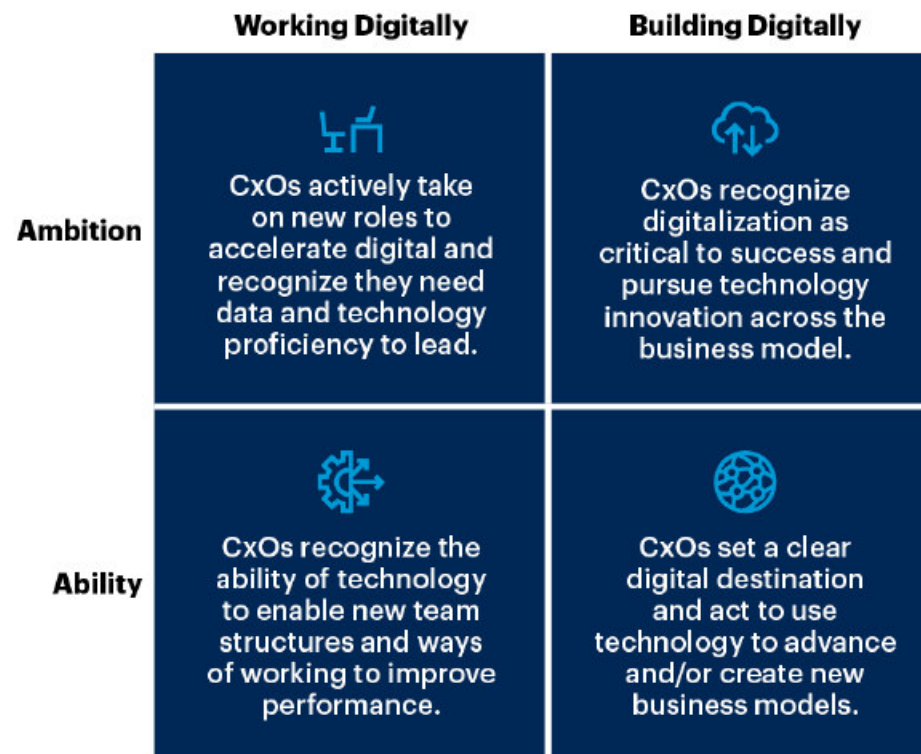 Working Digitally
Building Digitally
Ambition
CxOs actively take
on new roles to
accelerate digital and
recognize they need
data and technology
proficiency to lead.
CxOs recognize
digitalization as
critical to success and
pursue technology
innovation across the
business model.
Ability
CxOs recognize the
ability of technology
to enable new team
structures and ways
of working to improve
performance.
CxOs set a clear
digital destination
and act to use
technology to advance
and/or create new
business models.